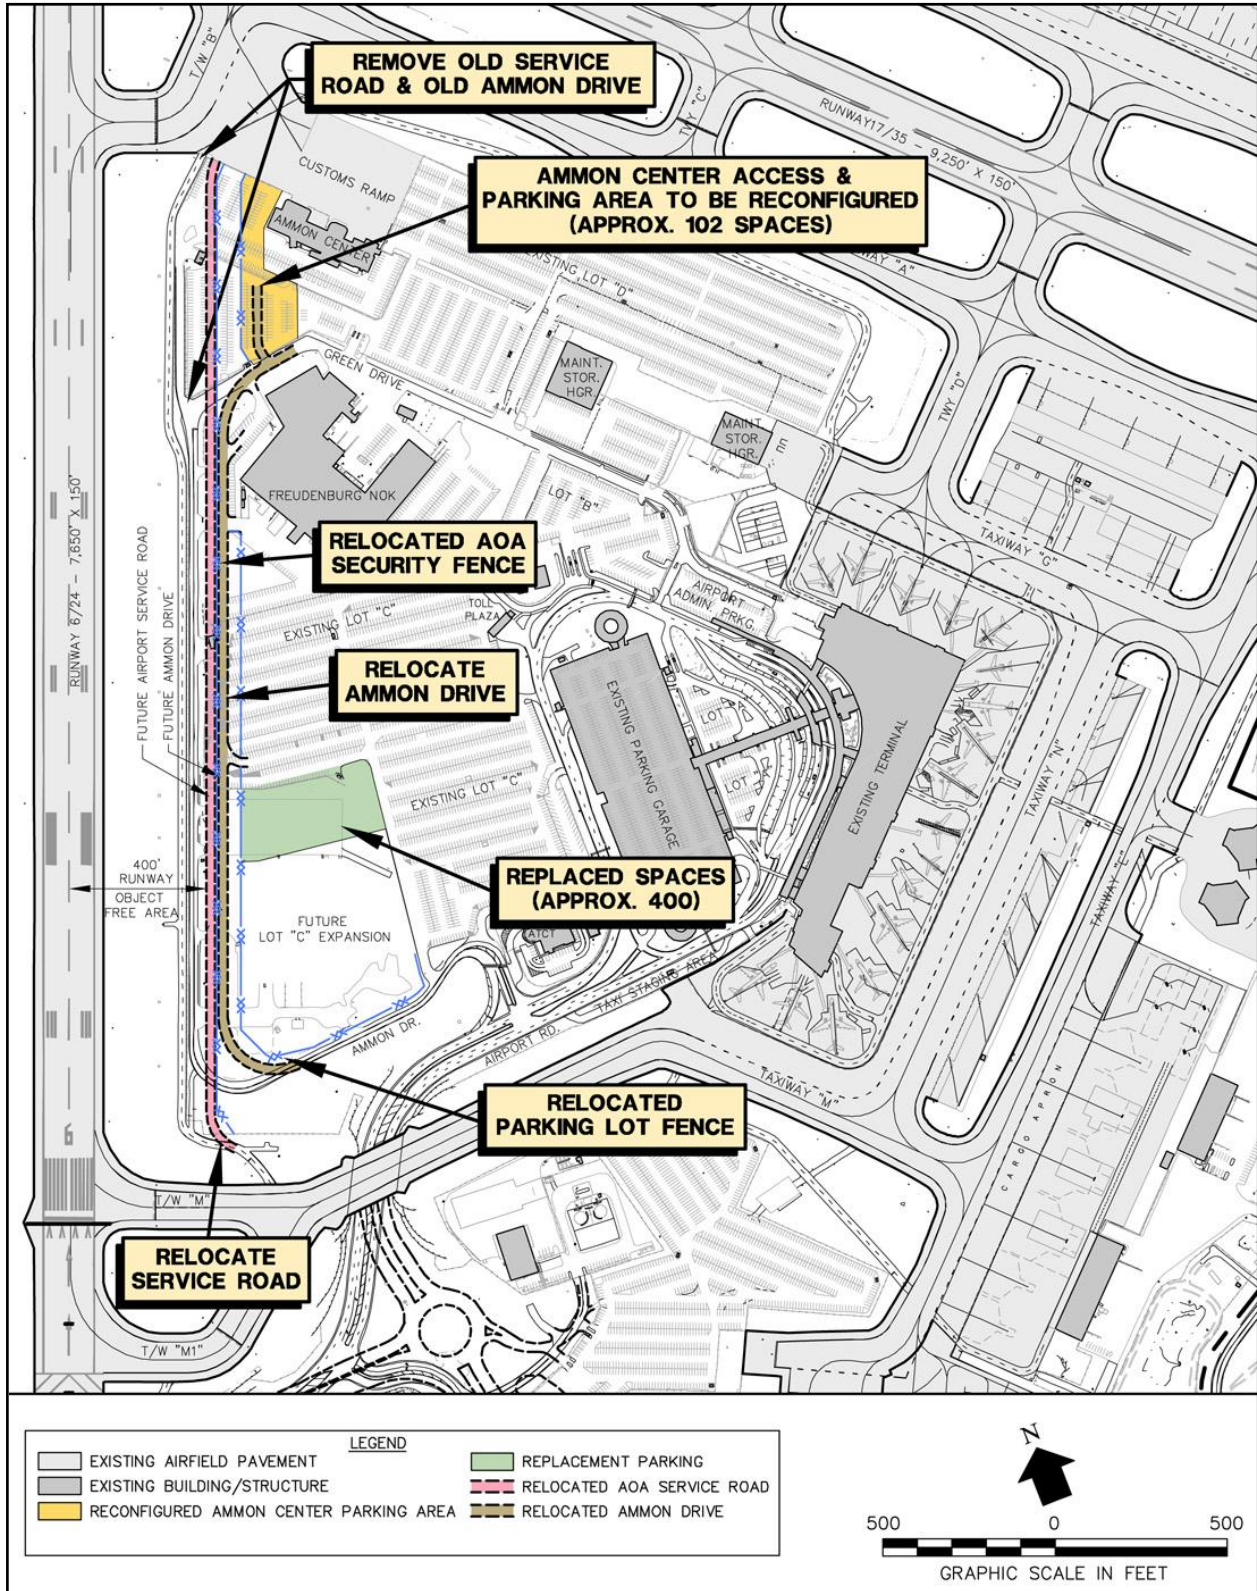 T/W "B"
REMOVE OLD SERVICE
ROAD & OLD AMMON DRIVE
TWY "C"
RUNWAY17/35 - 9,250' X 150'
CUSTOMS RAMP
AMMON CENTER ACCESS &
PARKING AREA TO BE RECONFIGURED
(APPROX. 102 SPACES)
AMMON CENTER
WAY "A"
EXISTING LOT "D"
GREEN DRIVE
MAINT.
STOR.
HGR.
TWY "D"
MAINT.
STOR.
HGR.
FREUDENBURG NOK
LOT "B"
TAXIWAY "G"
RUNWAY 6/24 - 7,650' X 150'
FUTURE AIRPORT SERVICE ROAD
FUTURE AMMON DRIVE
RELOCATED AOA
SECURITY FENCE
AIRPORT
ADMIN. PRKG.
TOLL
PLAZA
EXISTING LOT "C"
RELOCATE
AMMON DRIVE
EXISTING PARKING GARAGE
LOT "A"
LOT "A"
EXISTING TERMINAL
TAXIWAY "N"
EXISTING LOT "C"
400'
RUNWAY
OBJECT
FREE AREA
REPLACED SPACES
(APPROX. 400)
TAXIWAY "L"
FUTURE
LOT "C" EXPANSION
ATCT
TAXI STAGING AREA
AMMON DR.
AIRPORT RD.
TAXIWAY "M"
RELOCATED
PARKING LOT FENCE
CARGO APRON
6
T/W "M"
RELOCATE
SERVICE ROAD
T/W "M1"
LEGEND
EXISTING AIRFIELD PAVEMENT
EXISTING BUILDING/STRUCTURE
RECONFIGURED AMMON CENTER PARKING AREA
REPLACEMENT PARKING
RELOCATED AOA SERVICE ROAD
RELOCATED AMMON DRIVE
N
500 0 500
GRAPHIC SCALE IN FEET